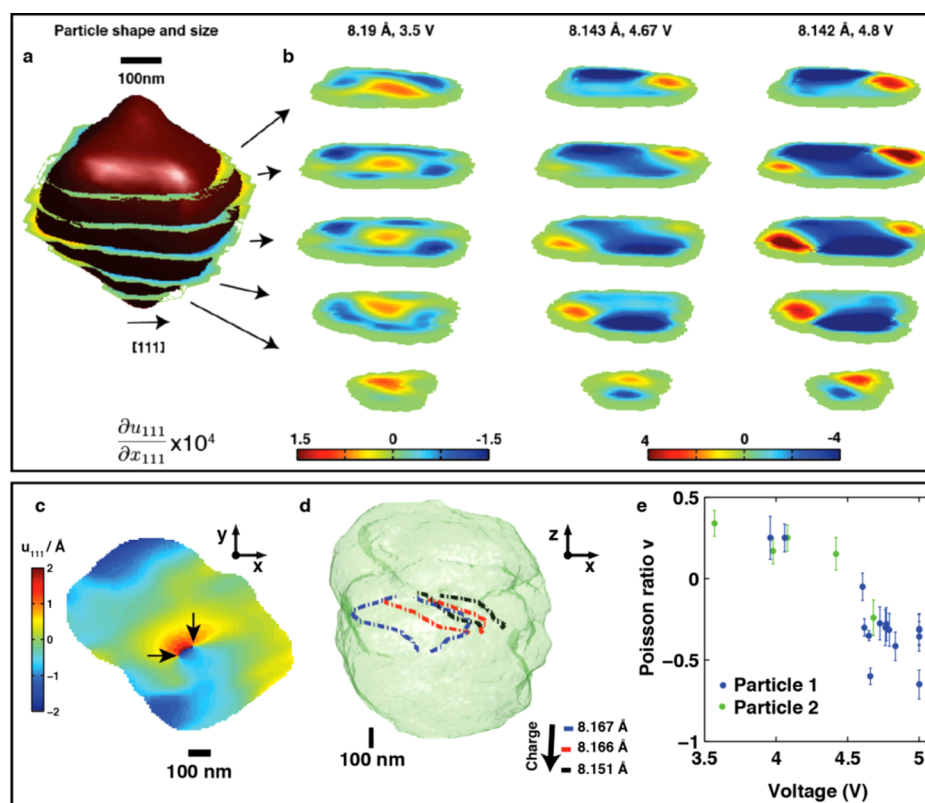 Particle shape and size
8.19 Å, 3.5 V
8.143 Å, 4.67 V
8.142 Å, 4.8 V
a
100nm
b
[111]
∂u111
∂x111
x10⁴
1.5
0
-1.5
4
0
-4
c
u111/ Å
2
1
0
-1
-2
y
x
100 nm
d
z
x
100 nm
Charge
8.167 Å
8.166 Å
8.151 Å
e
Poisson ratio ν
0.5
0
-0.5
-1
Particle 1
Particle 2
3.5
4
4.5
5
Voltage (V)